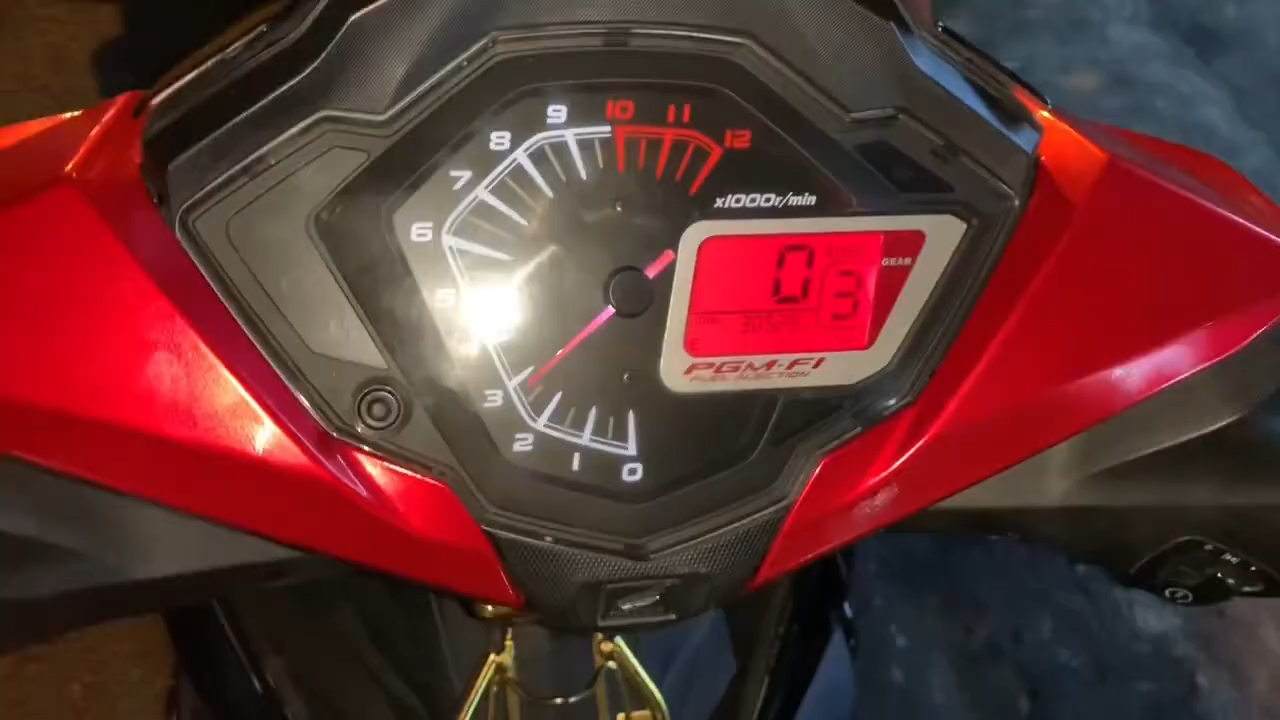 10 11
9 12
8
7
x1000r/min
6
0
GEAR
5
3
TOTAL
E
PGM-FI
FUEL INJECTION
3
2
1
0